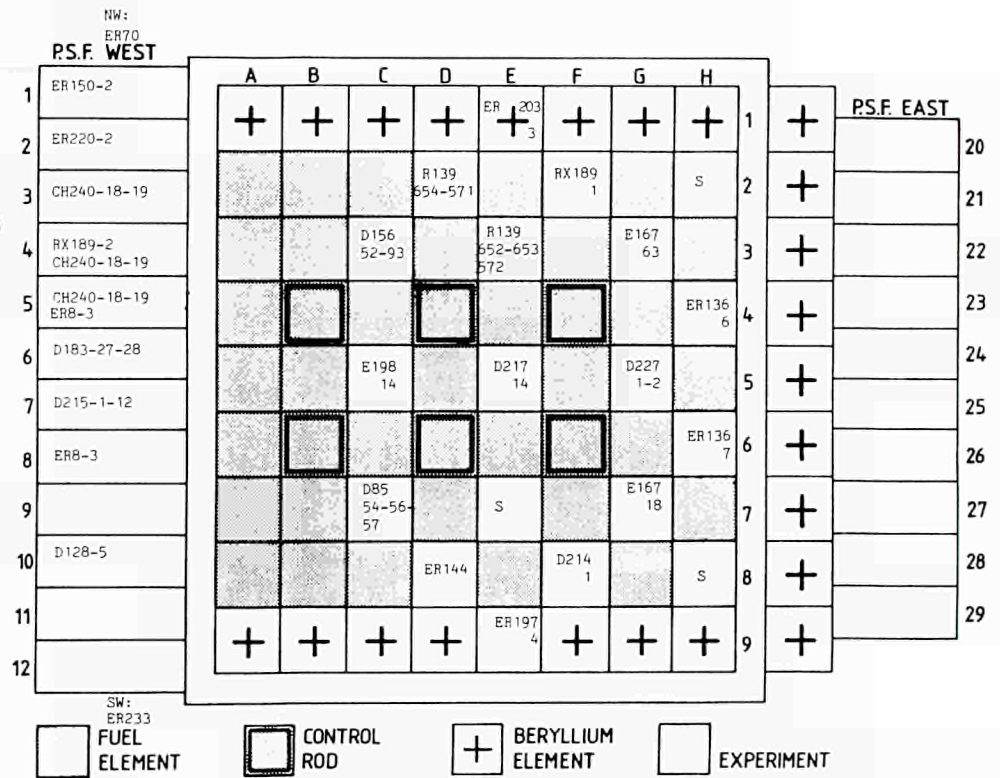 NW:
ER70
P.S.F. WEST
1 ER150-2
2 ER220-2
3 CH240-18-19
4 RX189-2
CH240-18-19
5 CH240-18-19
ER8-3
6 D183-27-28
7 D215-1-12
8 ER8-3
9
10 D128-5
11
12
SW:
ER233
A B C D E F G H
ER 203
3
1
R139
654-571
RX189
1
S
2
D156
52-93
R139
652-653
572
E167
63
3
ER136
6
4
E198
14
D217
14
D227
1-2
5
ER136
7
6
D85
54-56-
57
S
E167
18
7
ER144
D214
1
S
8
ER197
4
9
P.S.F. EAST
20
21
22
23
24
25
26
27
28
29
FUEL
ELEMENT
CONTROL
ROD
BERYLLIUM
ELEMENT
EXPERIMENT